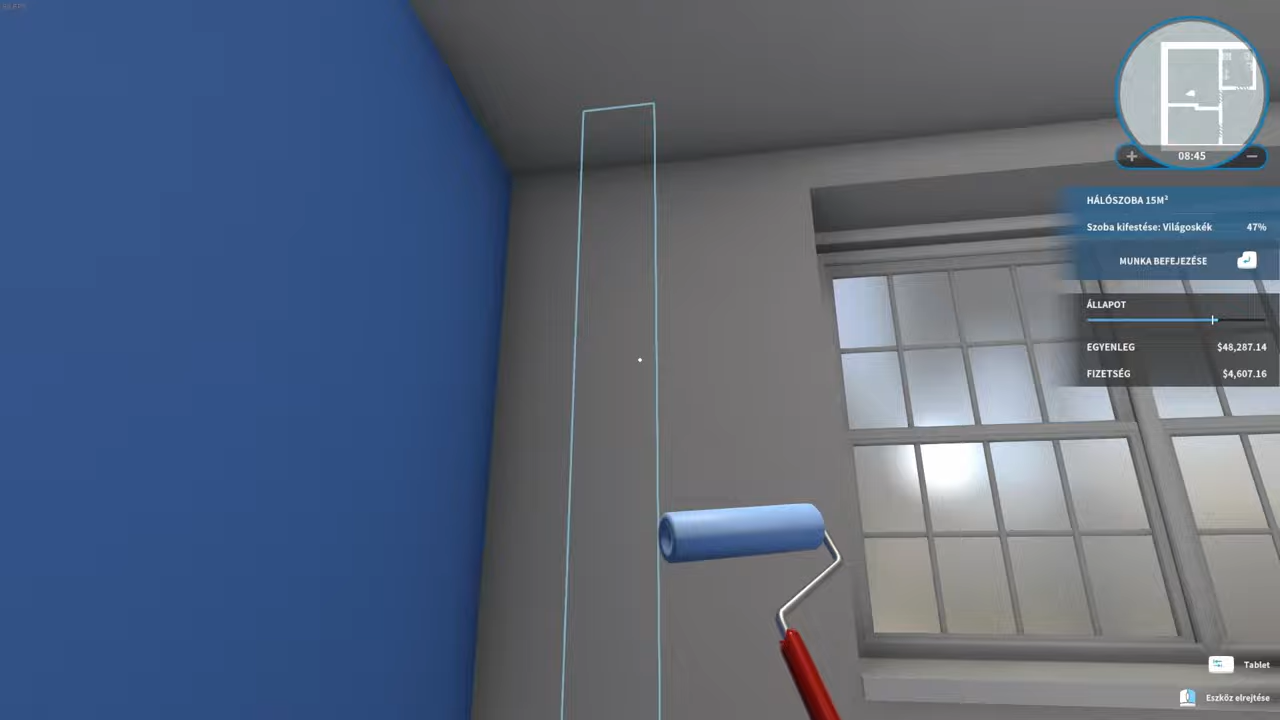 08:45
HÁLÓSZOBA 15M²
Szoba kifestése: Világoskék 47%
MUNKA BEFEJEZÉSE
ÁLLAPOT
EGYENLEG $48,287.14
FIZETSÉG $4,607.16
Tablet
Eszköz elrejtése